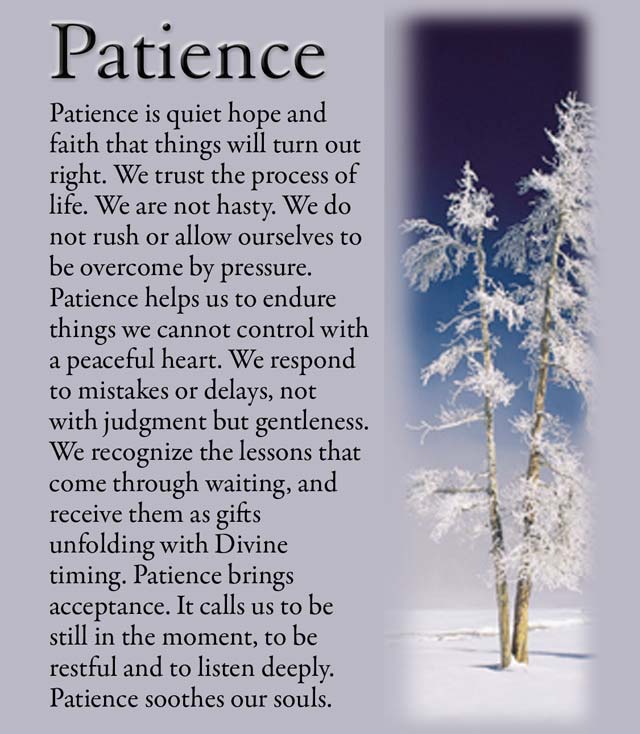 Patience
Patience is quiet hope and
faith that things will turn out
right. We trust the process of
life. We are not hasty. We do
not rush or allow ourselves to
be overcome by pressure.
Patience helps us to endure
things we cannot control with
a peaceful heart. We respond
to mistakes or delays, not
with judgment but gentleness.
We recognize the lessons that
come through waiting, and
receive them as gifts
unfolding with Divine
timing. Patience brings
acceptance. It calls us to be
still in the moment, to be
restful and to listen deeply.
Patience soothes our souls.